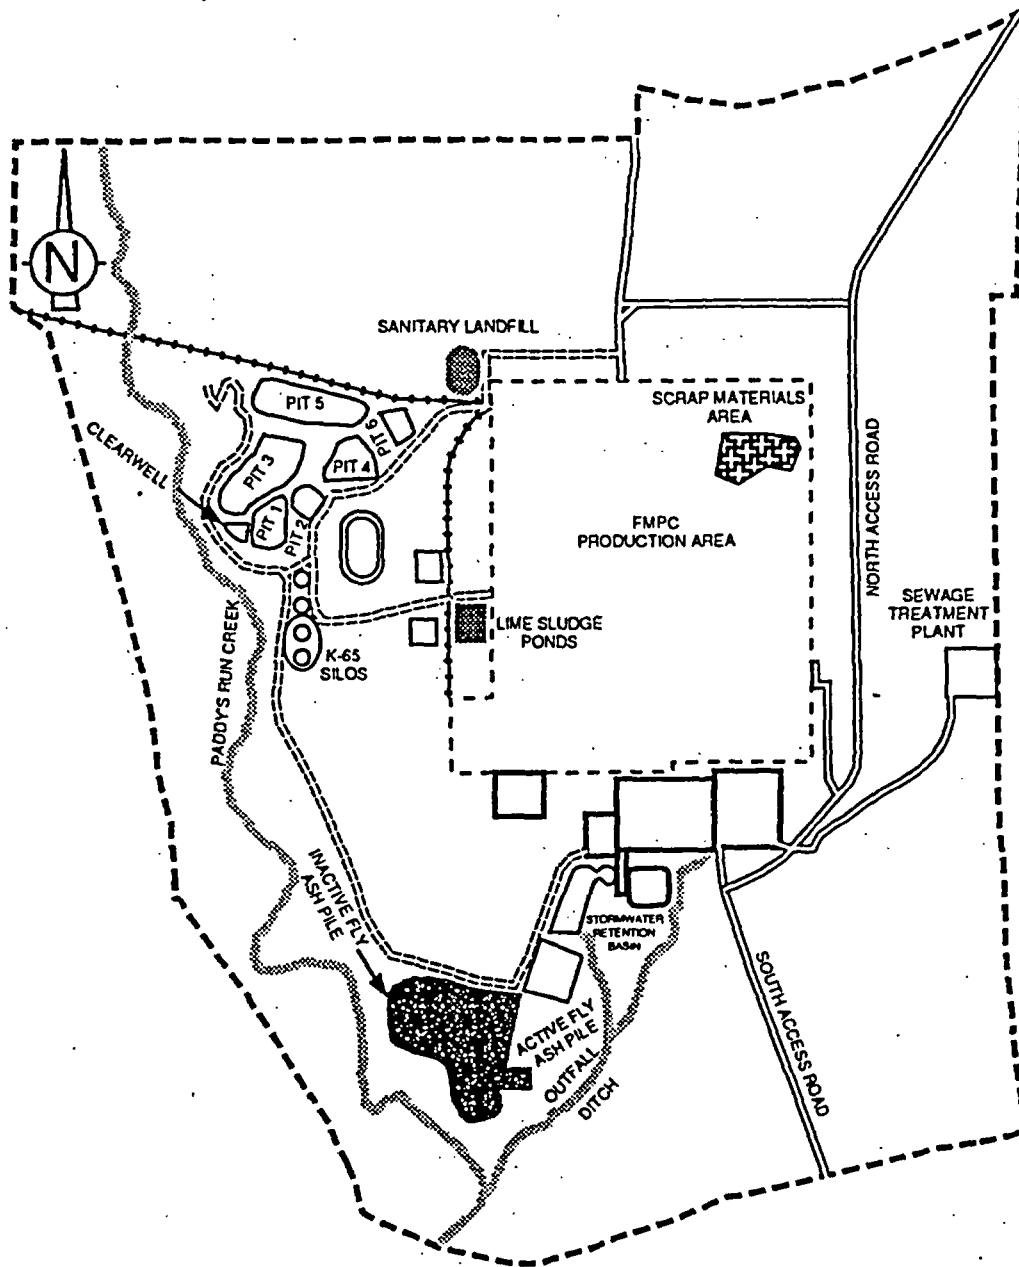 N
SANITARY LANDFILL
PIT 5
PIT 6
SCRAP MATERIALS
AREA
CLEARWELL
PIT 3
PIT 4
PIT 1
PIT 2
FMPC
PRODUCTION AREA
NORTH ACCESS ROAD
SEWAGE
TREATMENT
PLANT
LIME SLUDGE
PONDS
K-65
SILOS
PADDY'S RUN CREEK
INACTIVE FLY
ASH PILE
STORMWATER
RETENTION
BASIN
ACTIVE FLY
ASH PILE
OUTFALL
DITCH
SOUTH ACCESS ROAD